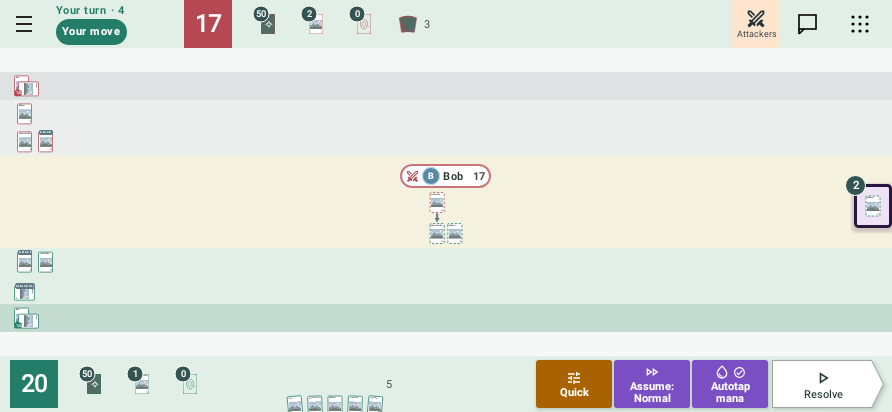 Your turn · 4
Your move
17
50
2
0
3
Attackers
B Bob 17
2
20
50
1
0
5
Quick
Assume:
Normal
Autotap
mana
Resolve